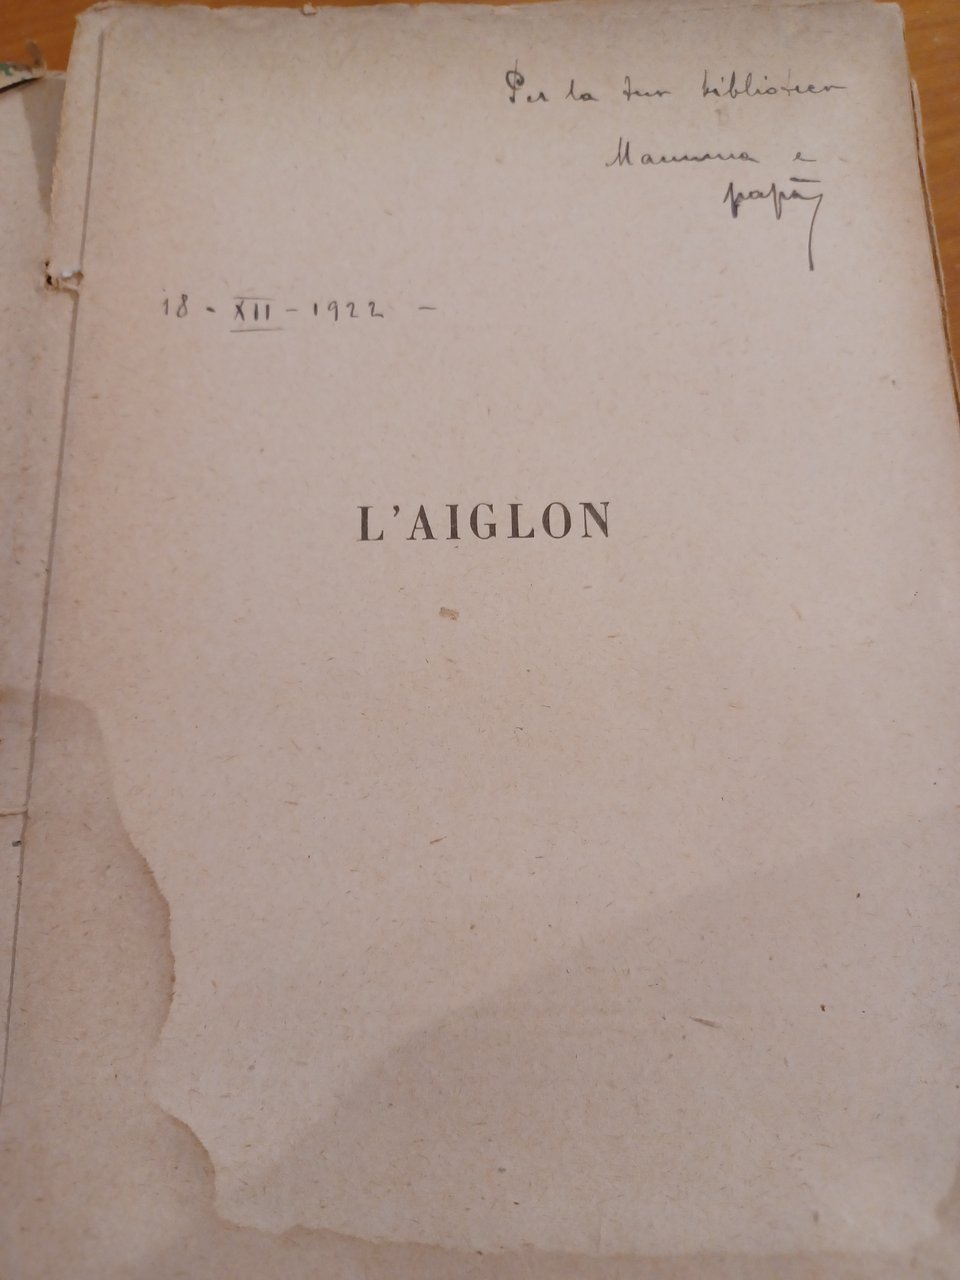 Per la tua biblioteca
Mamma e
papà
18 - XII - 1922 -
L'AIGLON